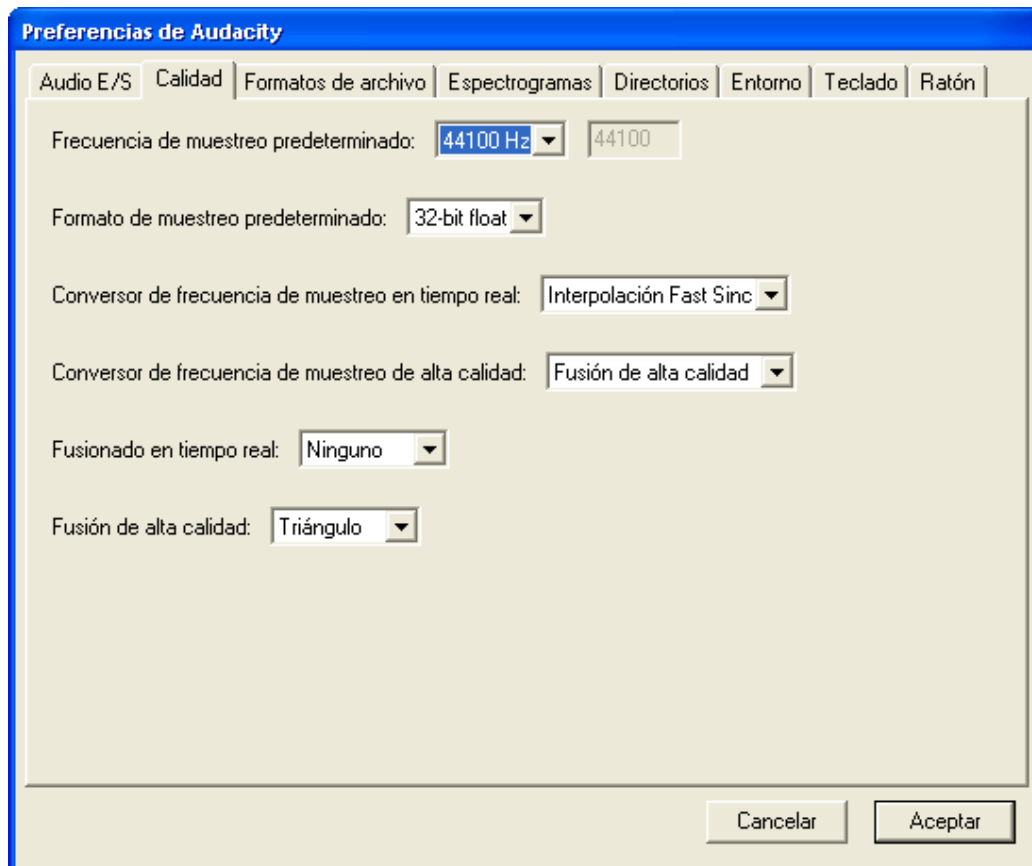 Preferencias de Audacity
Audio E/S Calidad Formatos de archivo Espectrogramas Directorios Entorno Teclado Ratón
Frecuencia de muestreo predeterminado: 44100 Hz 44100
Formato de muestreo predeterminado: 32-bit float
Conversor de frecuencia de muestreo en tiempo real: Interpolación Fast Sinc
Conversor de frecuencia de muestreo de alta calidad: Fusión de alta calidad
Fusionado en tiempo real: Ninguno
Fusión de alta calidad: Triángulo
Cancelar Aceptar